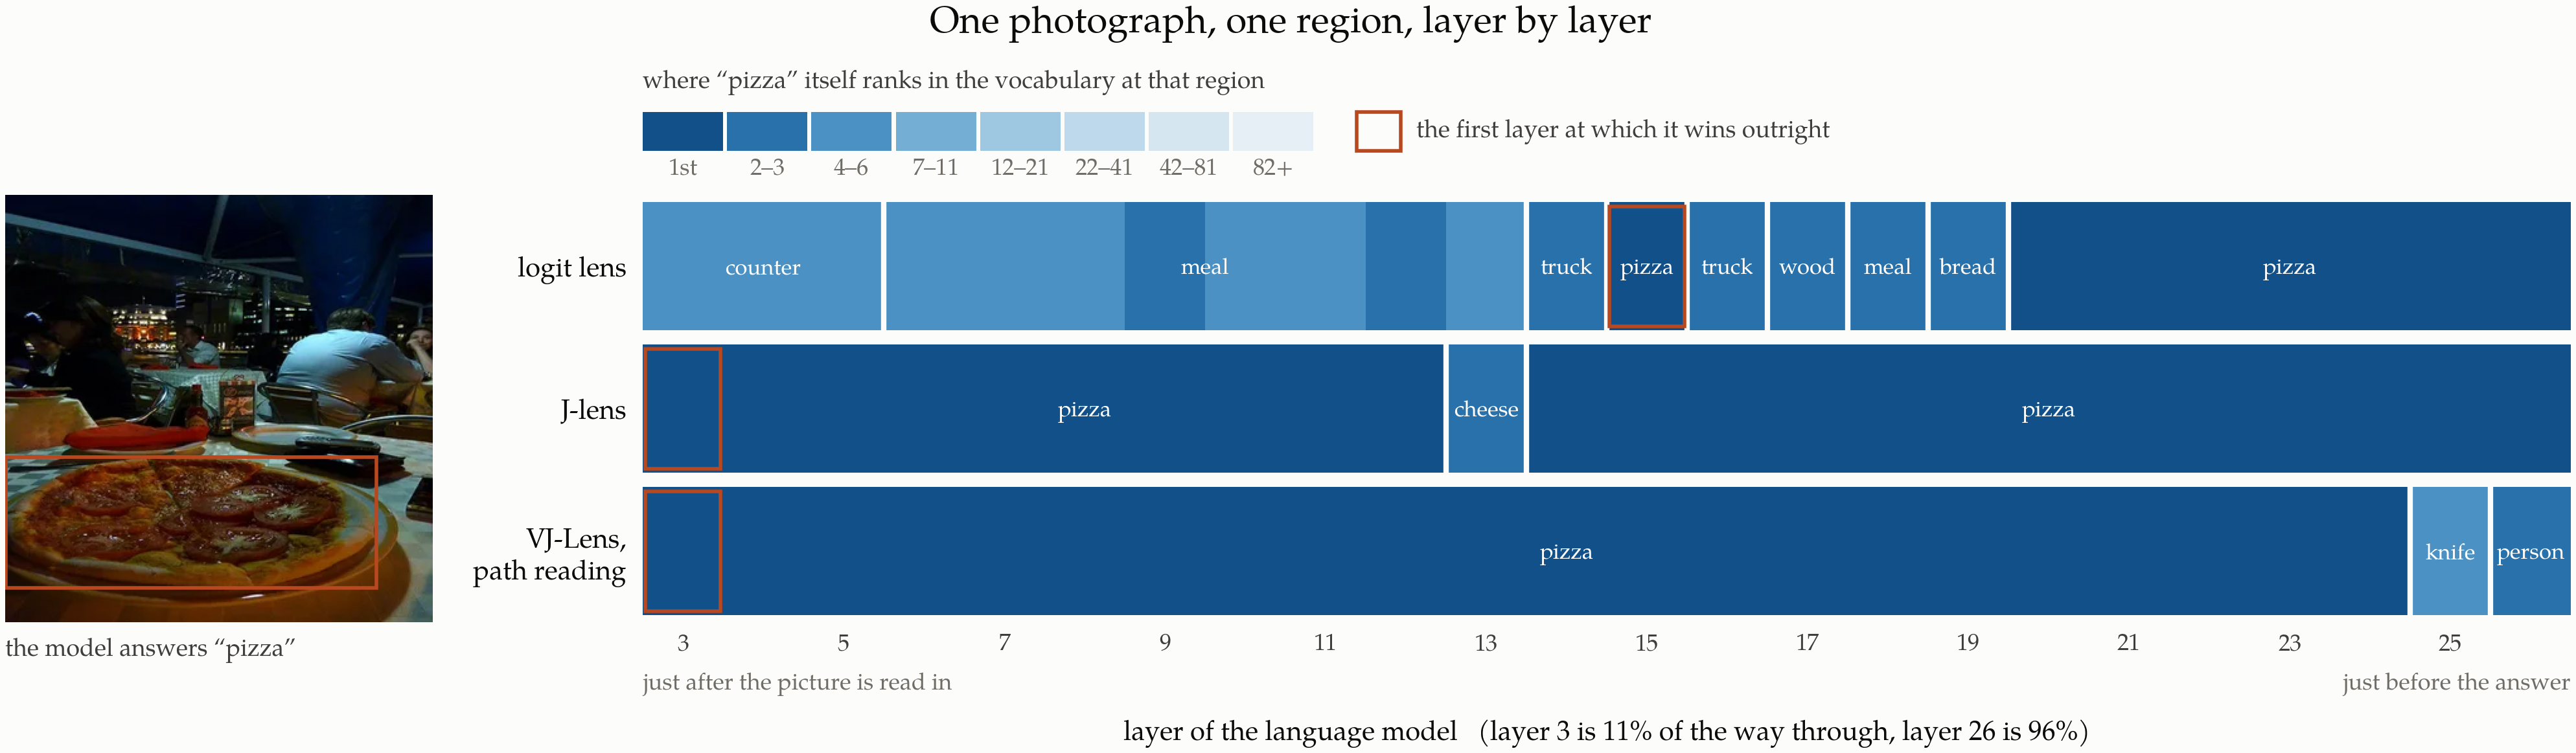 One photograph, one region, layer by layer
where “pizza” itself ranks in the vocabulary at that region
1st 2–3 4–6 7–11 12–21 22–41 42–81 82+
the first layer at which it wins outright
logit lens
counter meal truck pizza truck wood meal bread pizza
J-lens
pizza cheese pizza
VJ-Lens,
path reading
pizza knife person
the model answers “pizza”
3 5 7 9 11 13 15 17 19 21 23 25
just after the picture is read in
just before the answer
layer of the language model (layer 3 is 11% of the way through, layer 26 is 96%)